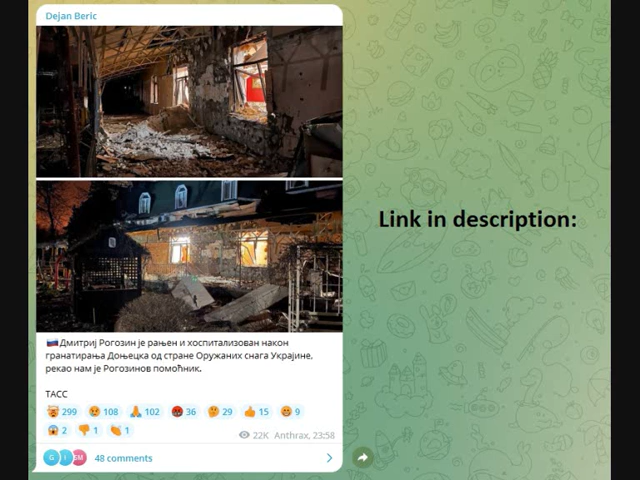 Dejan Beric
Дмитриј Рогозин је рањен и хоспитализован након
гранатирања Доњецка од стране Оружаних снага Украјине,
рекао нам је Рогозинов помоћник.
ТАСС
299 108 102 36 29 15 9
2 1 1
22K Anthrax, 23:58
G I SM 48 comments
Link in description: